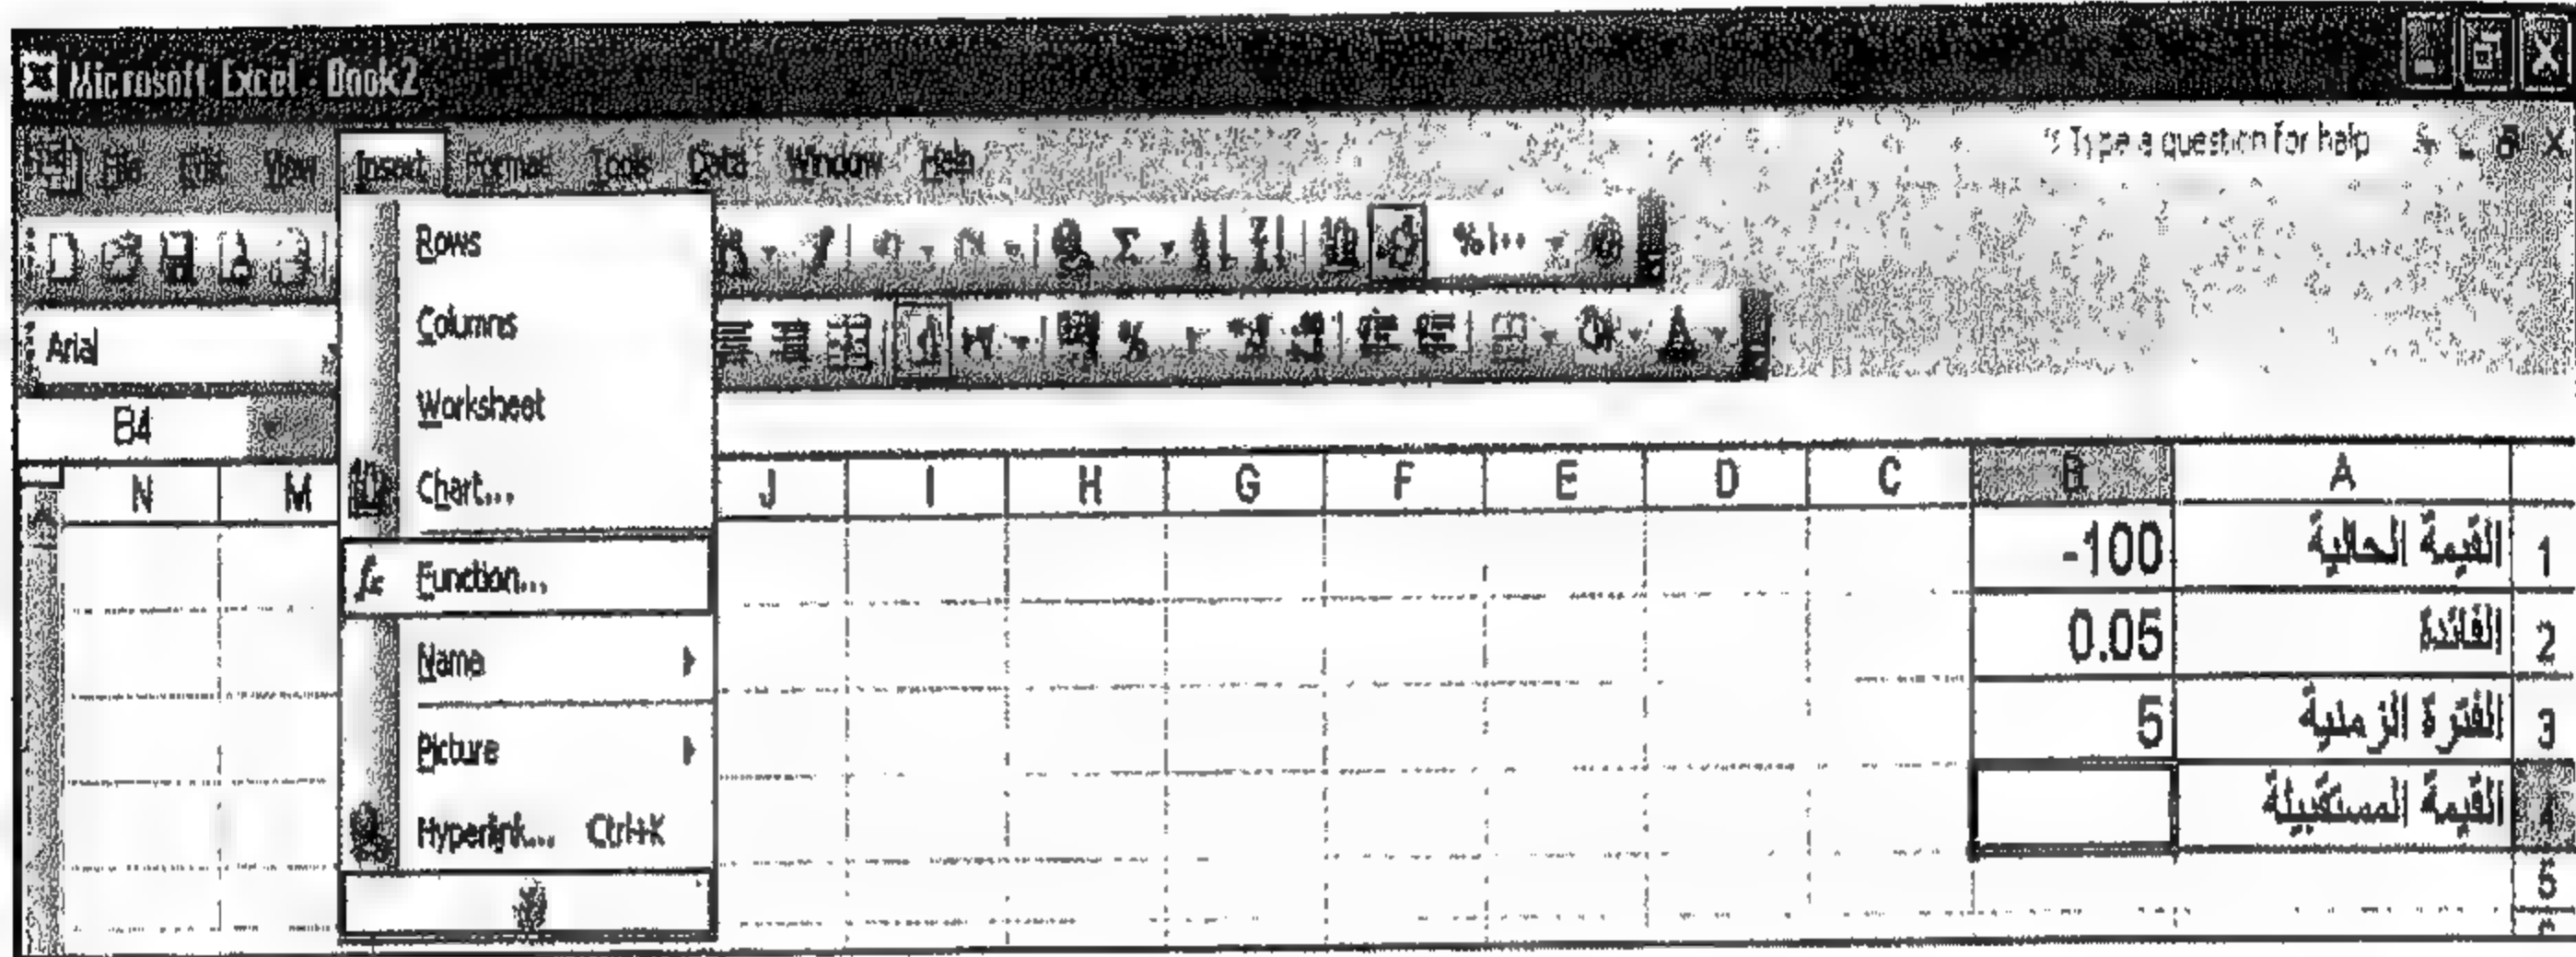 Microsoft Excel - Book2
File Edit View Insert Format Tools Data Window Help
Type a question for help
Rows
Columns
Worksheet
Chart...
Function...
Name
Picture
Hyperlink... Ctrl+K
Arial
B4
N M J I H G F E D C B A
1 القيمة الحالية -100
2 الفائدة 0.05
3 الفترة الزمنية 5
4 القيمة المستقبيلة
5